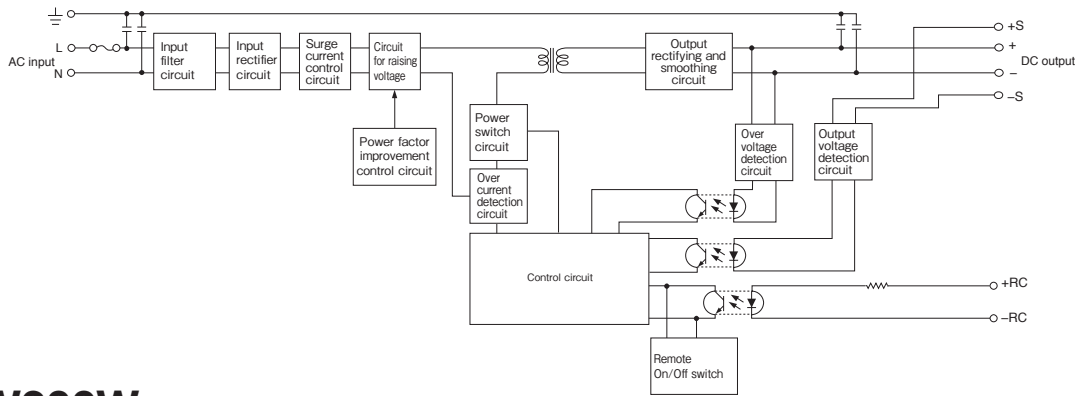 L
AC input
N
Input
filter
circuit
Input
rectifier
circuit
Surge
current
control
circuit
Circuit
for raising
voltage
Power factor
improvement
control circuit
Power
switch
circuit
Over
current
detection
circuit
Output
rectifying and
smoothing
circuit
Over
voltage
detection
circuit
Output
voltage
detection
circuit
+S
+
DC output
−
−S
Control circuit
+RC
−RC
Remote
On/Off switch